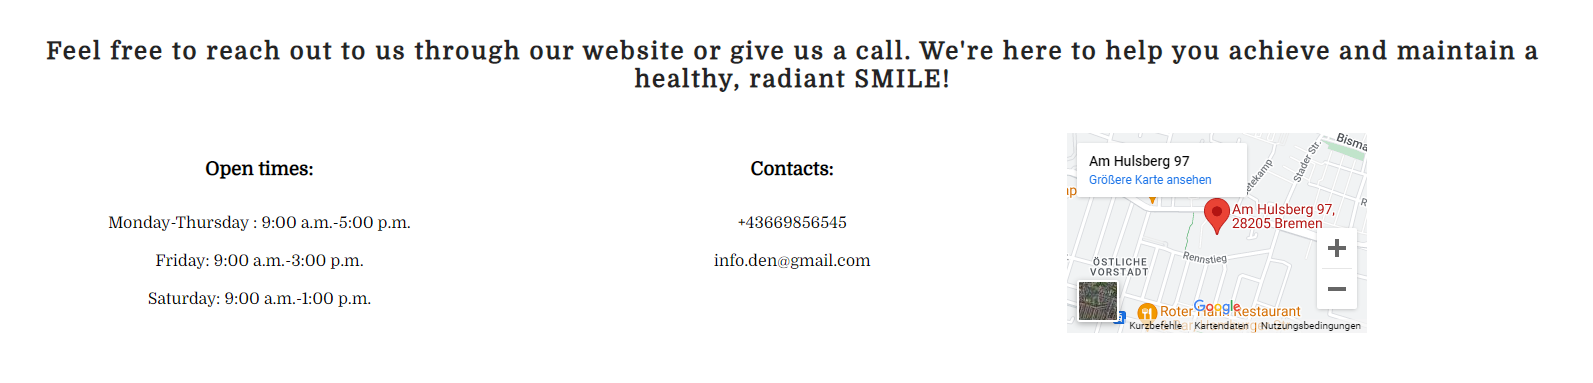 Feel free to reach out to us through our website or give us a call. We're here to help you achieve and maintain a
healthy, radiant SMILE!
Open times:
Monday-Thursday : 9:00 a.m.-5:00 p.m.
Friday: 9:00 a.m.-3:00 p.m.
Saturday: 9:00 a.m.-1:00 p.m.
Contacts:
+43669856545
info.den@gmail.com
Am Hulsberg 97
Größere Karte ansehen
Stader Str.
Am Hulsberg 97,
28205 Bremen
Rennstieg
ÖSTLICHE
VORSTADT
Google
Roter Hahn Restaurant
Kurzbefehle
Kartendaten
Nutzungsbedingungen